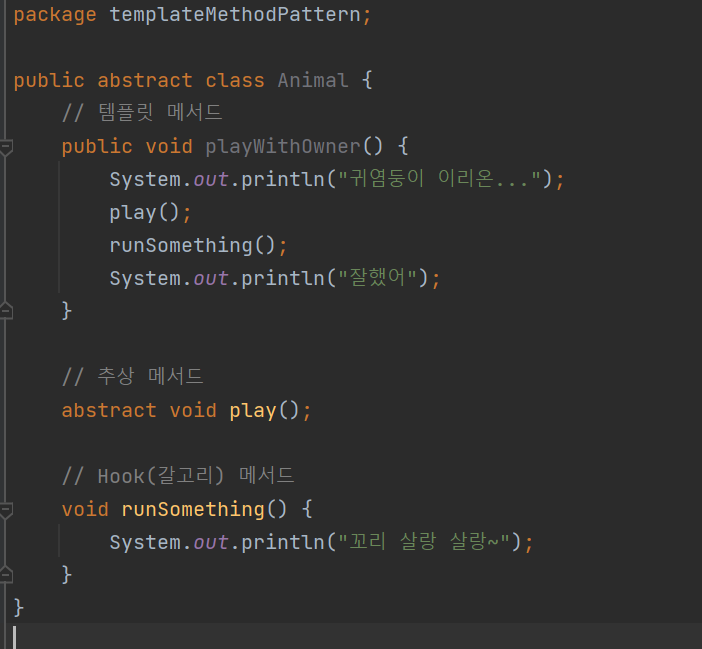 package templateMethodPattern;
public abstract class Animal {
// 템플릿 메서드
public void playWithOwner() {
System.out.println("귀염둥이 이리온...");
play();
runSomething();
System.out.println("잘했어");
}
// 추상 메서드
abstract void play();
// Hook(갈고리) 메서드
void runSomething() {
System.out.println("꼬리 살랑 살랑~");
}
}